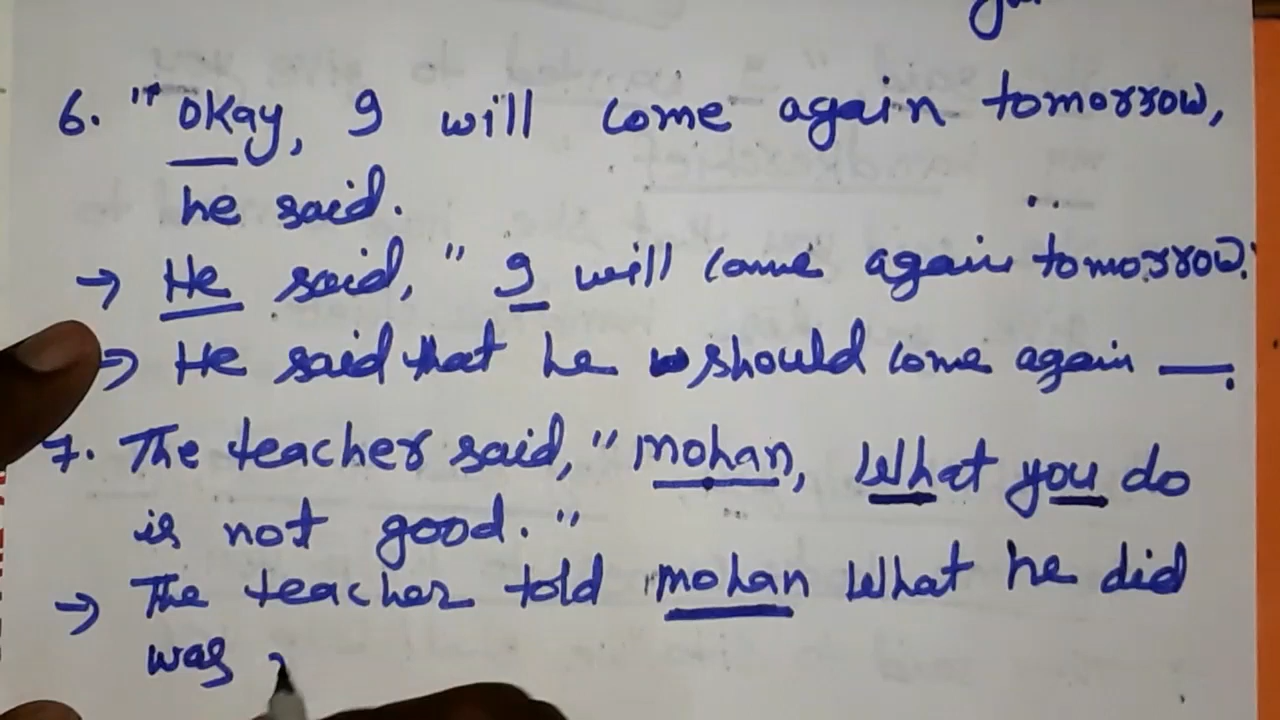 6. "Okay, I will come again tomorrow,
he said.
→ He said, "I will come again tomorrow."
→ He said that he should come again —.
7. The teacher said, "Mohan, What you do
is not good."
→ The teacher told Mohan What he did
was